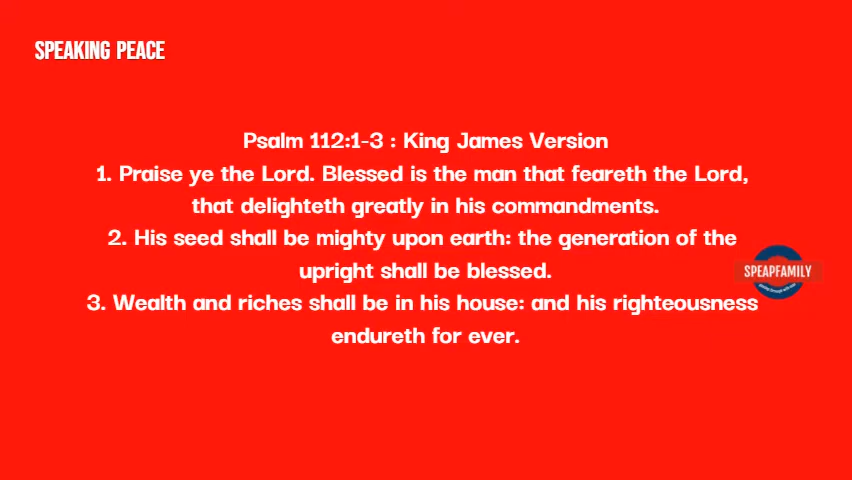 SPEAKING PEACE
Psalm 112:1-3 : King James Version
1. Praise ye the Lord. Blessed is the man that feareth the Lord,
that delighteth greatly in his commandments.
2. His seed shall be mighty upon earth: the generation of the
upright shall be blessed.
SPEAPFAMILY
3. Wealth and riches shall be in his house: and his righteousness
endureth for ever.